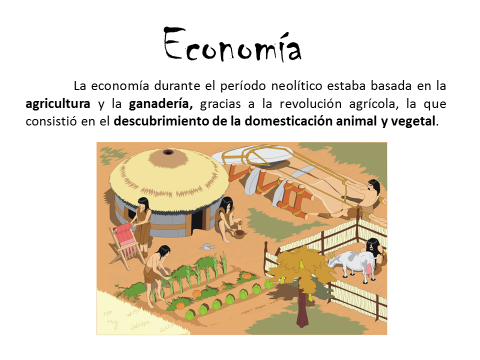 Economía
La economía durante el período neolítico estaba basada en la
agricultura y la ganadería, gracias a la revolución agrícola, la que
consistió en el descubrimiento de la domesticación animal y vegetal.